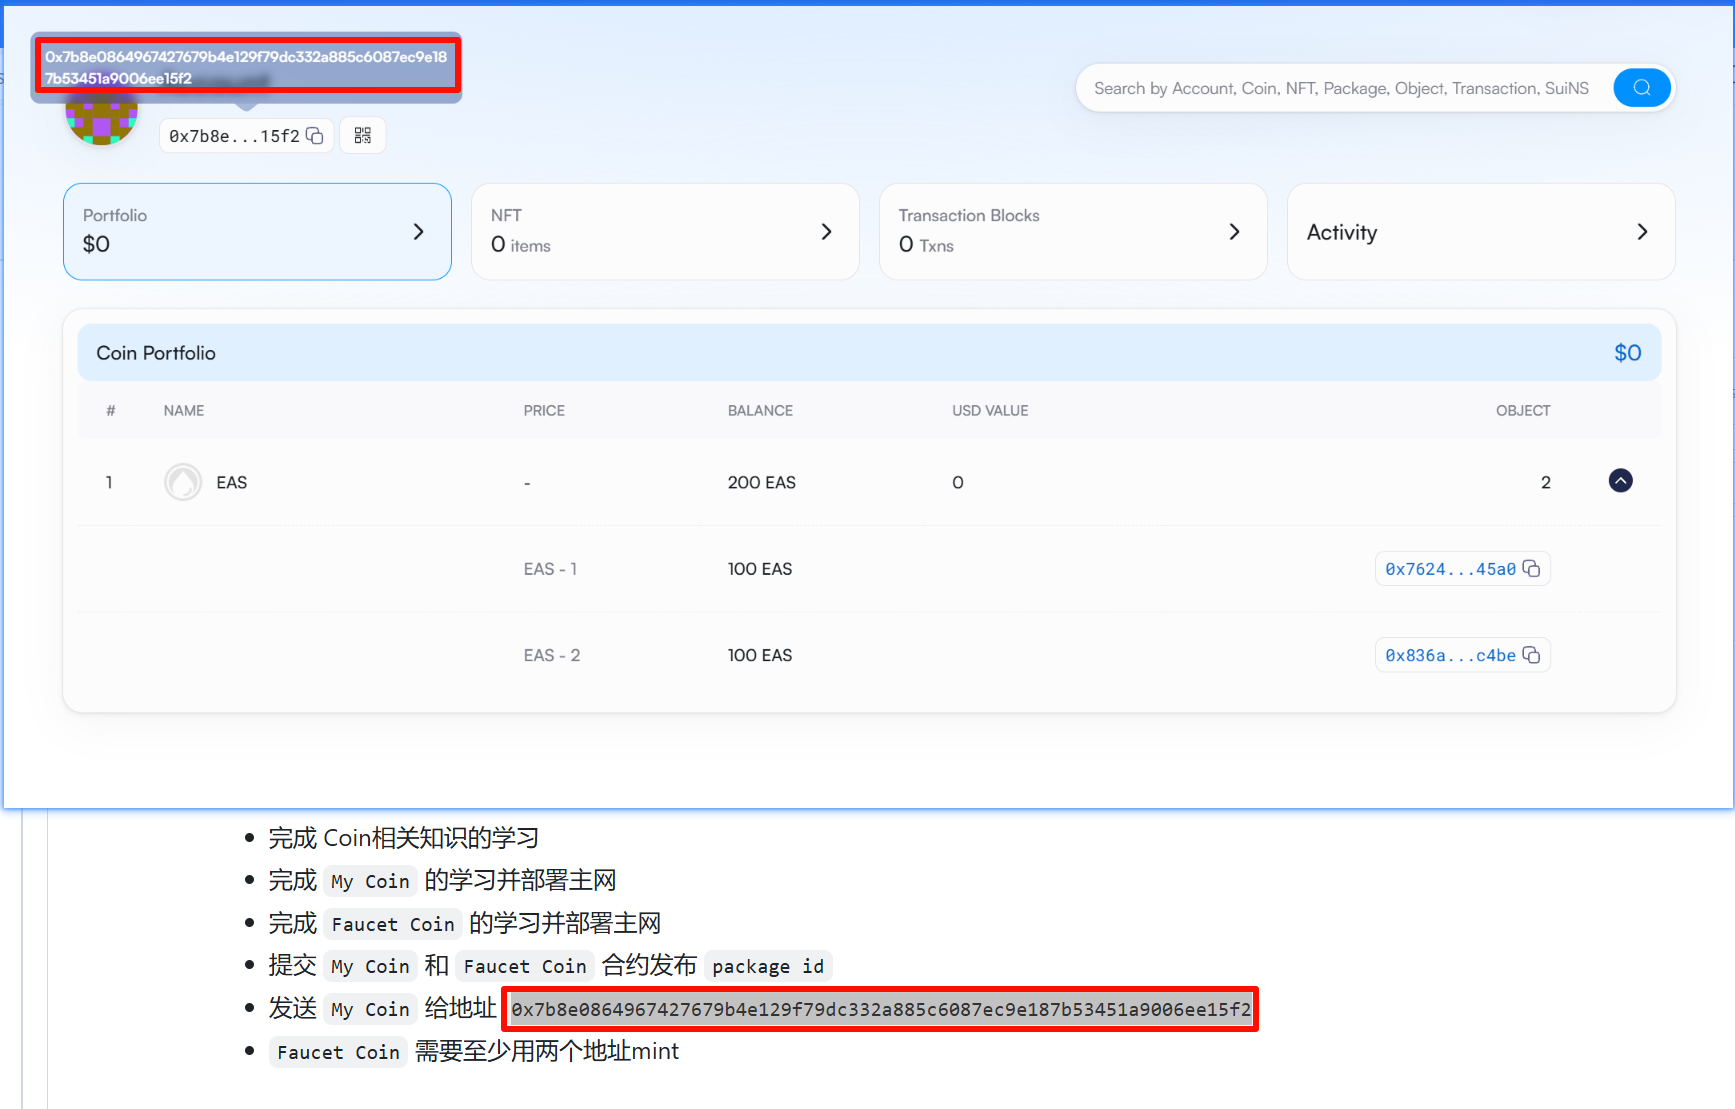 0x7b8e0864967427679b4e129f79dc332a885c6087ec9e18
7b53451a9006ee15f2
0x7b8e...15f2
Search by Account, Coin, NFT, Package, Object, Transaction, SuiNS
Portfolio
$0
NFT
0 items
Transaction Blocks
0 Txns
Activity
Coin Portfolio $0
# NAME PRICE BALANCE USD VALUE OBJECT
1 EAS - 200 EAS 0 2
EAS - 1 100 EAS 0x7624...45a0
EAS - 2 100 EAS 0x836a...c4be
完成 Coin相关知识的学习
完成 My Coin 的学习并部署主网
完成 Faucet Coin 的学习并部署主网
提交 My Coin 和 Faucet Coin 合约发布 package id
发送 My Coin 给地址 0x7b8e0864967427679b4e129f79dc332a885c6087ec9e187b53451a9006ee15f2
Faucet Coin 需要至少用两个地址mint